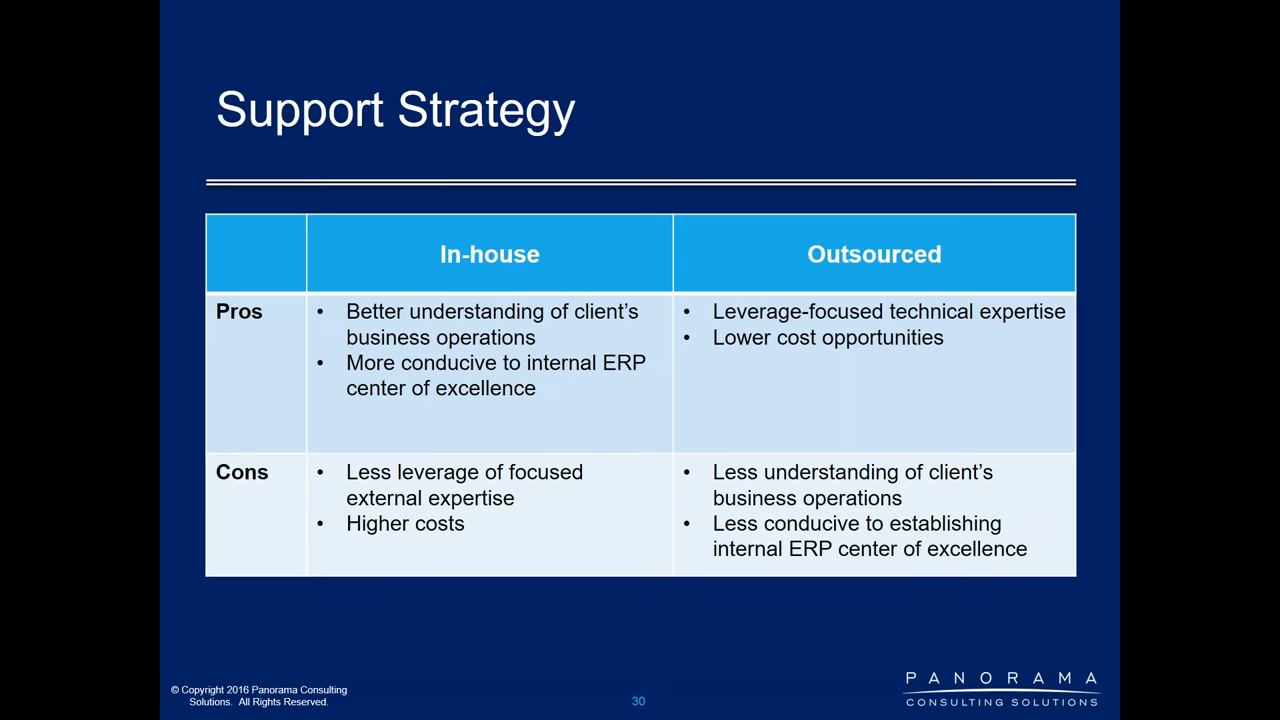 Support Strategy
In-house
Outsourced
Pros
• Better understanding of client’s
business operations
• More conducive to internal ERP
center of excellence
• Leverage-focused technical expertise
• Lower cost opportunities
Cons
• Less leverage of focused
external expertise
• Higher costs
• Less understanding of client’s
business operations
• Less conducive to establishing
internal ERP center of excellence
© Copyright 2016 Panorama Consulting
Solutions. All Rights Reserved.
30
PANORAMA
CONSULTING SOLUTIONS